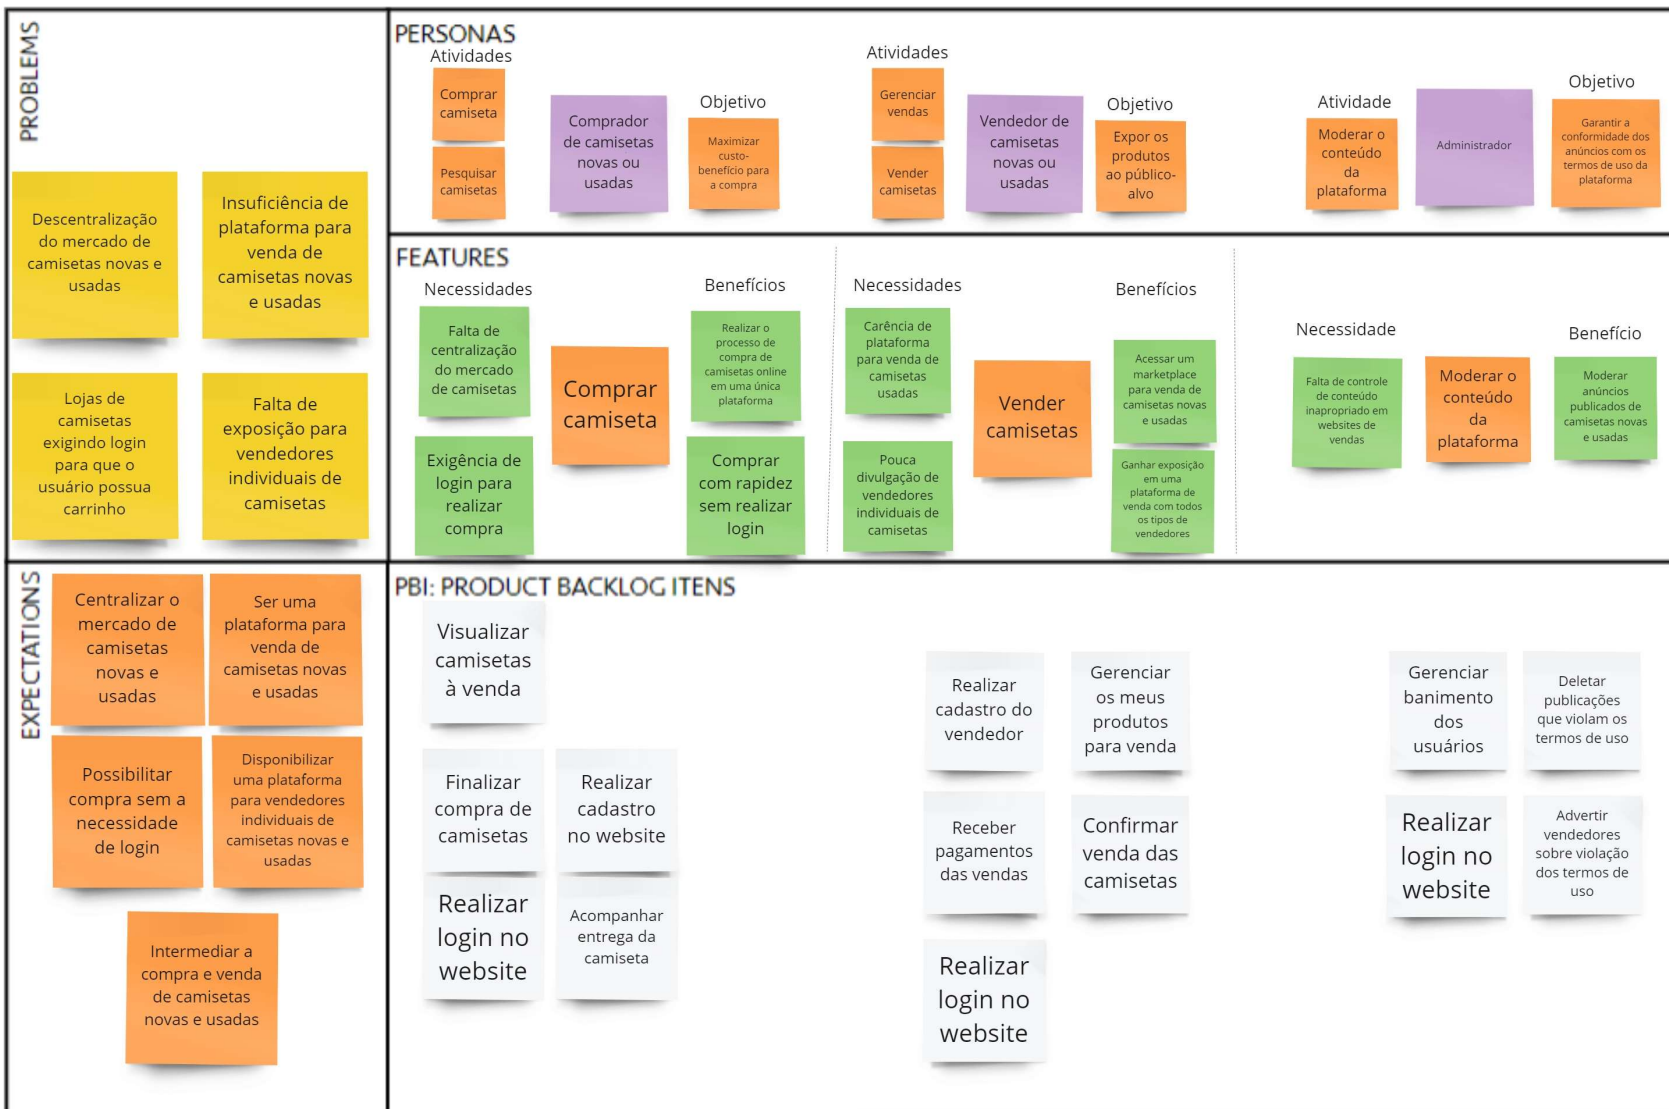 PROBLEMS
Descentralização
do mercado de
camisetas novas e
usadas
Insuficiência de
plataforma para
venda de
camisetas novas
e usadas
Lojas de
camisetas
exigindo login
para que o
usuário possua
carrinho
Falta de
exposição para
vendedores
individuais de
camisetas
PERSONAS
Atividades
Comprar
camiseta
Pesquisar
camisetas
Comprador
de camisetas
novas ou
usadas
Objetivo
Maximizar
custo-
benefício para
a compra
Atividades
Gerenciar
vendas
Vender
camisetas
Vendedor de
camisetas
novas ou
usadas
Objetivo
Expor os
produtos
ao público-
alvo
Atividade
Moderar o
conteúdo
da
plataforma
Administrador
Objetivo
Garantir a
conformidade dos
anúncios com os
termos de uso da
plataforma
FEATURES
Necessidades
Falta de
centralização
do mercado
de camisetas
Exigência de
login para
realizar
compra
Comprar
camiseta
Benefícios
Realizar o
processo de
compra de
camisetas online
em uma única
plataforma
Comprar
com rapidez
sem realizar
login
Necessidades
Carência de
plataforma
para venda de
camisetas
usadas
Pouca
divulgação de
vendedores
individuais de
camisetas
Vender
camisetas
Benefícios
Acessar um
marketplace
para venda de
camisetas novas
e usadas
Ganhar exposição
em uma
plataforma de
venda com todos
os tipos de
vendedores
Necessidade
Falta de controle
de conteúdo
inapropriado em
websites de
vendas
Moderar o
conteúdo
da
plataforma
Benefício
Moderar
anúncios
publicados de
camisetas novas
e usadas
EXPECTATIONS
Centralizar o
mercado de
camisetas
novas e
usadas
Ser uma
plataforma para
venda de
camisetas novas
e usadas
Possibilitar
compra sem a
necessidade
de login
Disponibilizar
uma plataforma
para vendedores
individuais de
camisetas novas e
usadas
Intermediar a
compra e venda
de camisetas
novas e usadas
PBI: PRODUCT BACKLOG ITENS
Visualizar
camisetas
à venda
Finalizar
compra de
camisetas
Realizar
cadastro
no website
Realizar
login no
website
Acompanhar
entrega da
camiseta
Realizar
cadastro do
vendedor
Gerenciar
os meus
produtos
para venda
Receber
pagamentos
das vendas
Confirmar
venda das
camisetas
Realizar
login no
website
Gerenciar
banimento
dos
usuários
Deletar
publicações
que violam os
termos de uso
Realizar
login no
website
Advertir
vendedores
sobre violação
dos termos de
uso